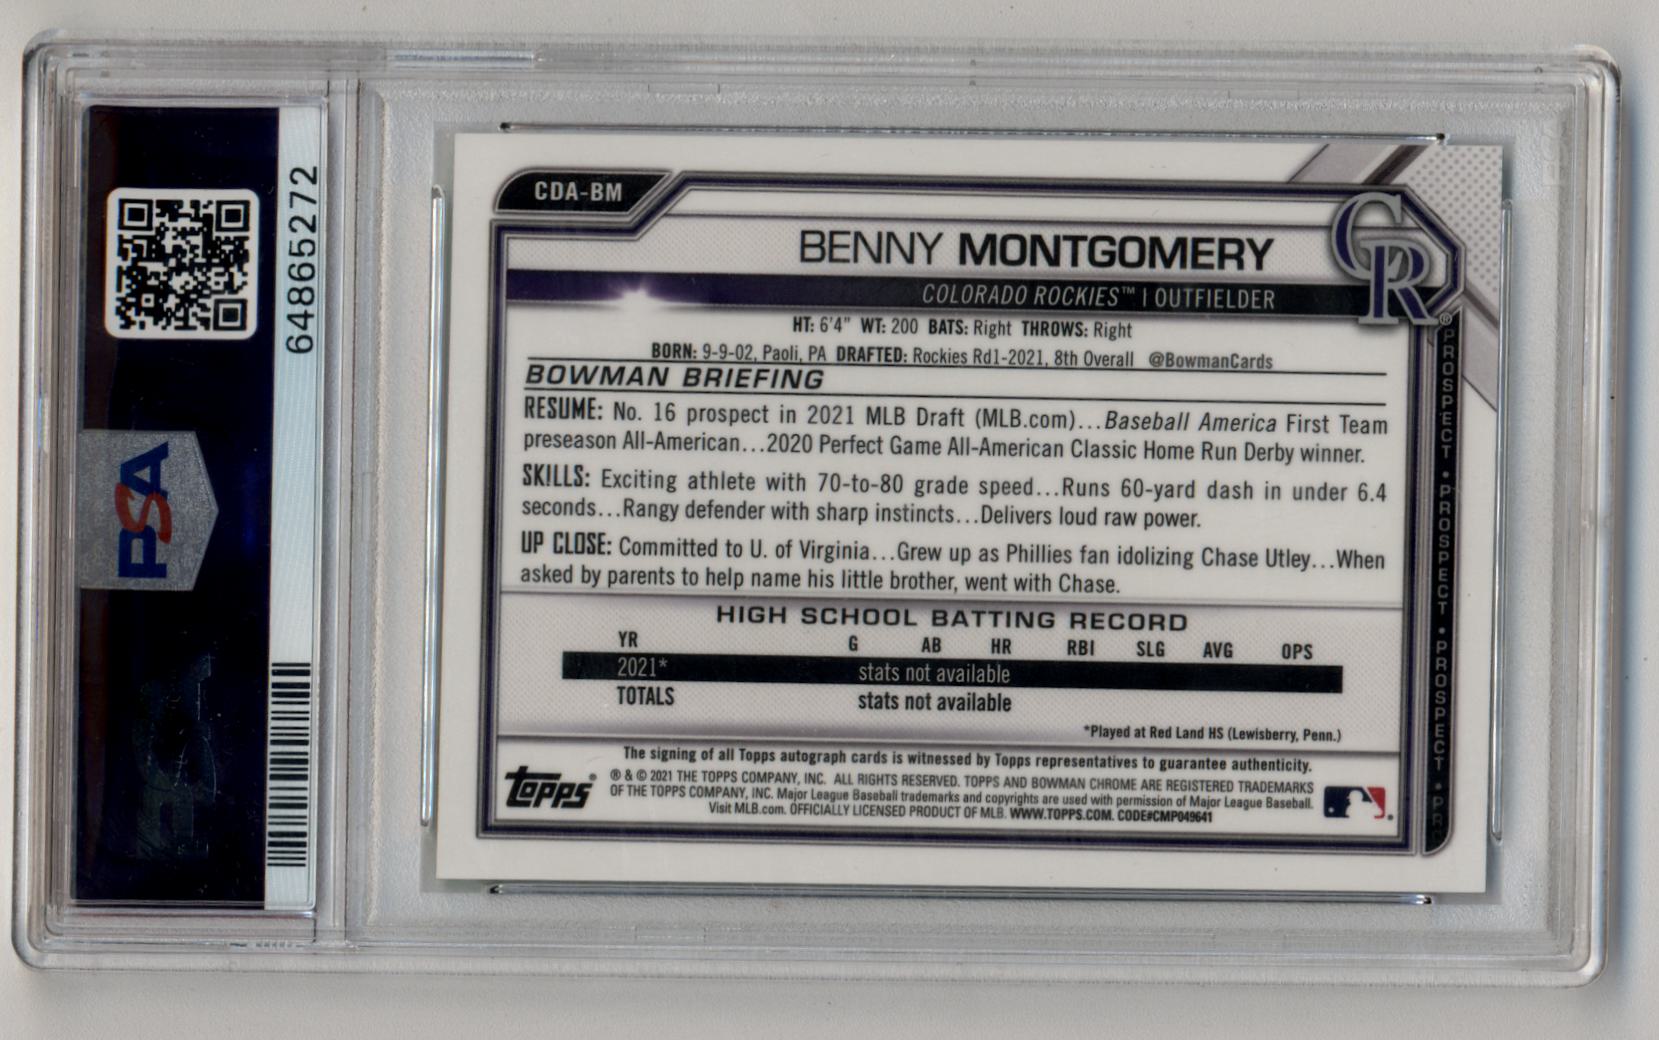 64865272
PSA
CDA-BM
BENNY MONTGOMERY
COLORADO ROCKIES™ | OUTFIELDER
CR®
HT: 6'4" WT: 200 BATS: Right THROWS: Right
BORN: 9-9-02, Paoli, PA DRAFTED: Rockies Rd1-2021, 8th Overall @BowmanCards
BOWMAN BRIEFING
RESUME: No. 16 prospect in 2021 MLB Draft (MLB.com)...Baseball America First Team
preseason All-American...2020 Perfect Game All-American Classic Home Run Derby winner.
SKILLS: Exciting athlete with 70-to-80 grade speed...Runs 60-yard dash in under 6.4
seconds...Rangy defender with sharp instincts...Delivers loud raw power.
UP CLOSE: Committed to U. of Virginia...Grew up as Phillies fan idolizing Chase Utley...When
asked by parents to help name his little brother, went with Chase.
HIGH SCHOOL BATTING RECORD
YR G AB HR RBI SLG AVG OPS
2021* stats not available
TOTALS stats not available
*Played at Red Land HS (Lewisberry, Penn.)
The signing of all Topps autograph cards is witnessed by Topps representatives to guarantee authenticity.
topps®
® & © 2021 THE TOPPS COMPANY, INC. ALL RIGHTS RESERVED. TOPPS AND BOWMAN CHROME ARE REGISTERED TRADEMARKS
OF THE TOPPS COMPANY, INC. Major League Baseball trademarks and copyrights are used with permission of Major League Baseball.
Visit MLB.com. OFFICIALLY LICENSED PRODUCT OF MLB. WWW.TOPPS.COM. CODE#CMP049641
PROSPECT • PROSPECT • PROSPECT • PR